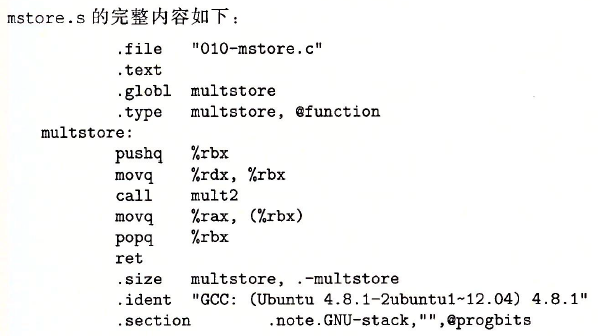 mstore.s 的完整内容如下：
.file "010-mstore.c"
.text
.globl multstore
.type multstore, @function
multstore:
pushq %rbx
movq %rdx, %rbx
call mult2
movq %rax, (%rbx)
popq %rbx
ret
.size multstore, .-multstore
.ident "GCC: (Ubuntu 4.8.1-2ubuntu1~12.04) 4.8.1"
.section .note.GNU-stack,"",@progbits